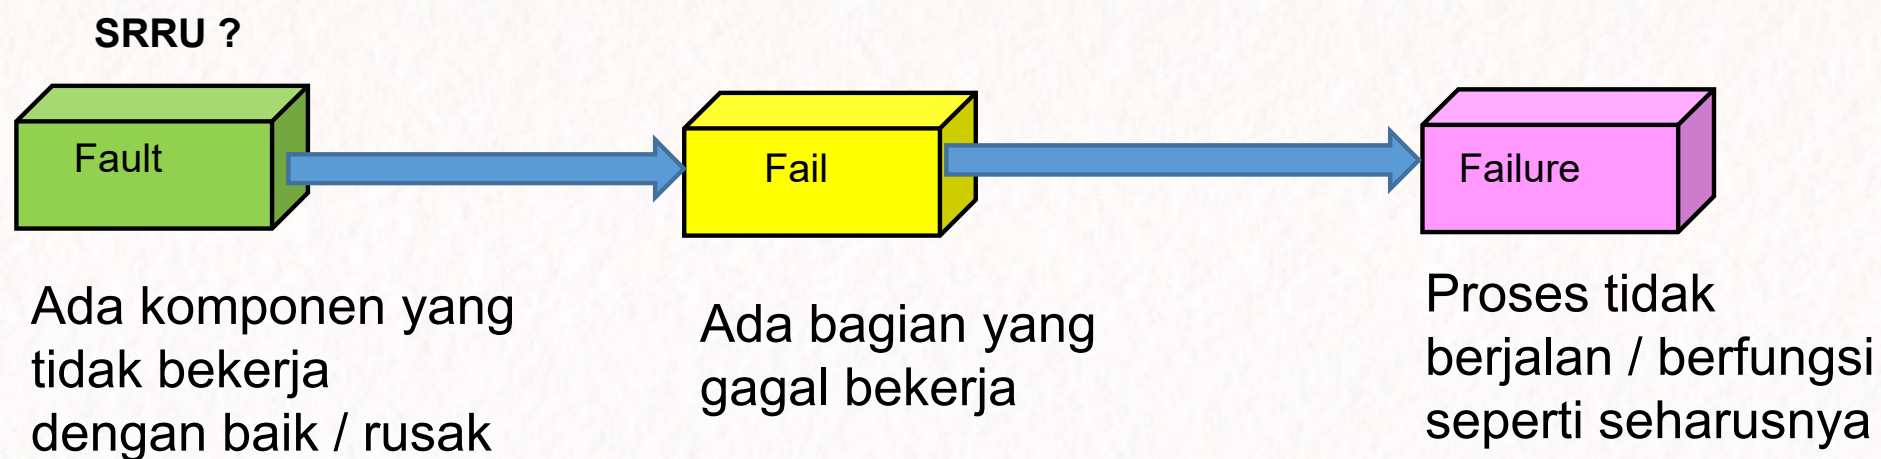 SRRU ?
Fault
Fail
Failure
Ada komponen yang
tidak bekerja
dengan baik / rusak
Ada bagian yang
gagal bekerja
Proses tidak
berjalan / berfungsi
seperti seharusnya